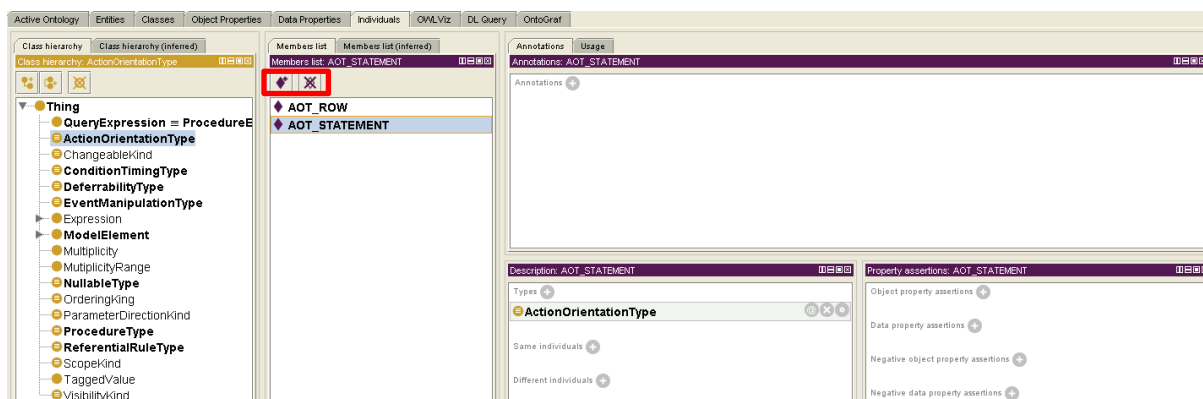 Active Ontology Entities Classes Object Properties Data Properties Individuals OWLViz DL Query OntoGraf
Class hierarchy Class hierarchy (inferred)
Class hierarchy: ActionOrientationType
Thing
QueryExpression ≡ ProcedureE
ActionOrientationType
ChangeableKind
ConditionTimingType
DeferrabilityType
EventManipulationType
Expression
ModelElement
Multiplicity
MutiplicityRange
NullableType
OrderingKing
ParameterDirectionKind
ProcedureType
ReferentialRuleType
ScopeKind
TaggedValue
VisibilityKind
Members list Members list (inferred)
Members list: AOT_STATEMENT
AOT_ROW
AOT_STATEMENT
Annotations Usage
Annotations: AOT_STATEMENT
Annotations
Description: AOT_STATEMENT
Types
ActionOrientationType
Same individuals
Different individuals
Property assertions: AOT_STATEMENT
Object property assertions
Data property assertions
Negative object property assertions
Negative data property assertions